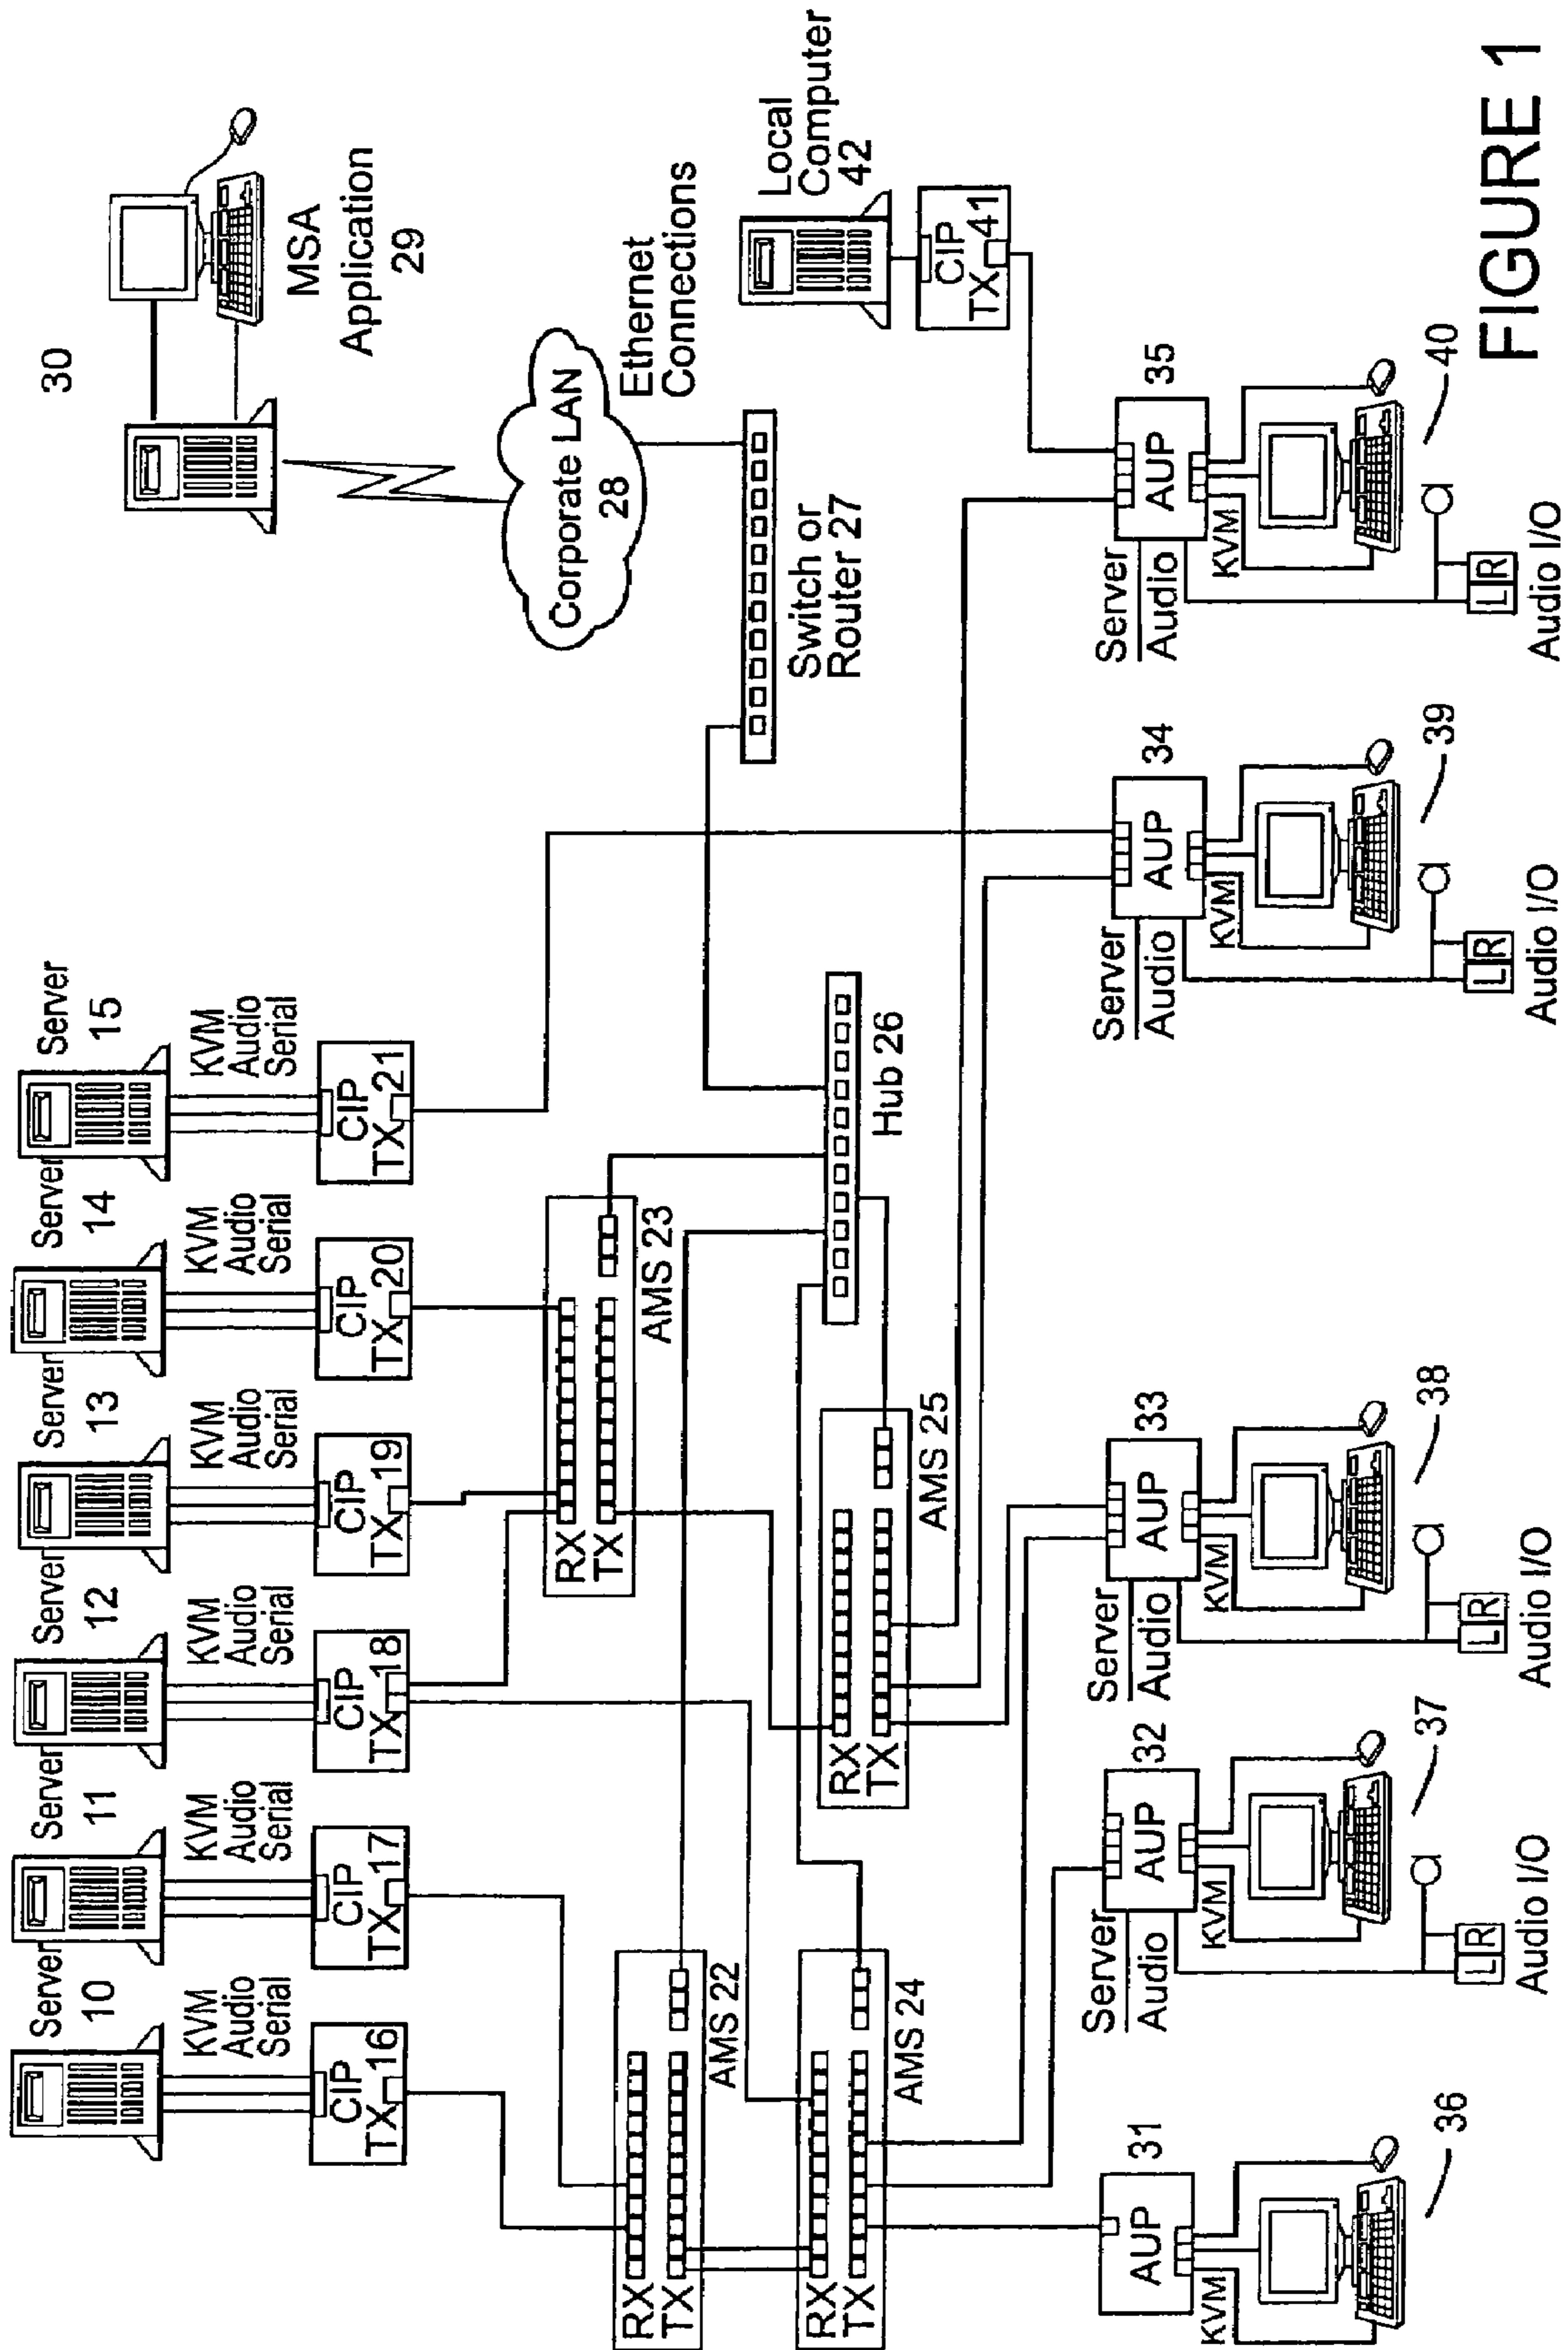 Server
10
Server
11
Server
12
Server
13
Server
14
Server
15
30
KVM
Audio
Serial
KVM
Audio
Serial
KVM
Audio
Serial
KVM
Audio
Serial
KVM
Audio
Serial
KVM
Audio
Serial
MSA
Application
29
CIP
TX 16
CIP
TX 17
CIP
TX 18
CIP
TX 19
CIP
TX 20
CIP
TX 21
Corporate LAN
28
Ethernet
Connections
RX
TX
AMS 22
RX
TX
AMS 23
Switch or
Router 27
Local
Computer
42
CIP
TX 41
RX
TX
AMS 24
RX
TX
AMS 25
Hub 26
AUP
31
KVM
36
Server
Audio
AUP
32
KVM
37
L R
Audio I/O
Server
Audio
AUP
33
KVM
38
L R
Audio I/O
Server
Audio
AUP
34
KVM
39
L R
Audio I/O
Server
Audio
AUP
35
KVM
40
L R
Audio I/O
FIGURE 1